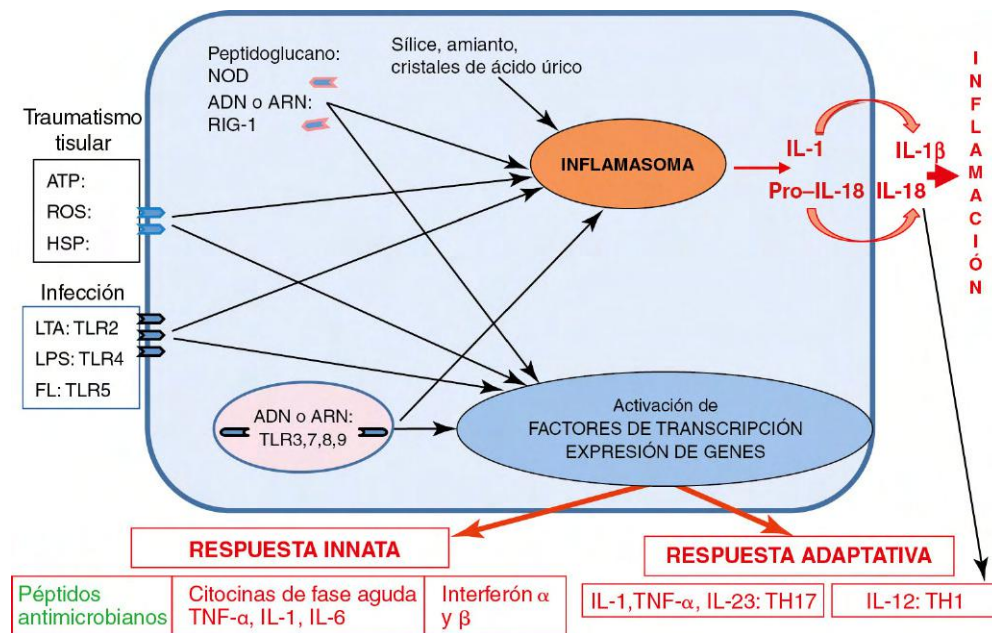 Peptidoglucano:
NOD
ADN o ARN:
RIG-1
Sílice, amianto,
cristales de ácido úrico
Traumatismo
tisular
ATP:
ROS:
HSP:
INFLAMASOMA
IL-1
IL-1β
Pro–IL-18
IL-18
INFLAMACIÓN
Infección
LTA: TLR2
LPS: TLR4
FL: TLR5
ADN o ARN:
TLR3,7,8,9
Activación de
FACTORES DE TRANSCRIPCIÓN
EXPRESIÓN DE GENES
RESPUESTA INNATA
RESPUESTA ADAPTATIVA
Péptidos
antimicrobianos
Citocinas de fase aguda
TNF-α, IL-1, IL-6
Interferón α
y β
IL-1,TNF-α, IL-23: TH17
IL-12: TH1